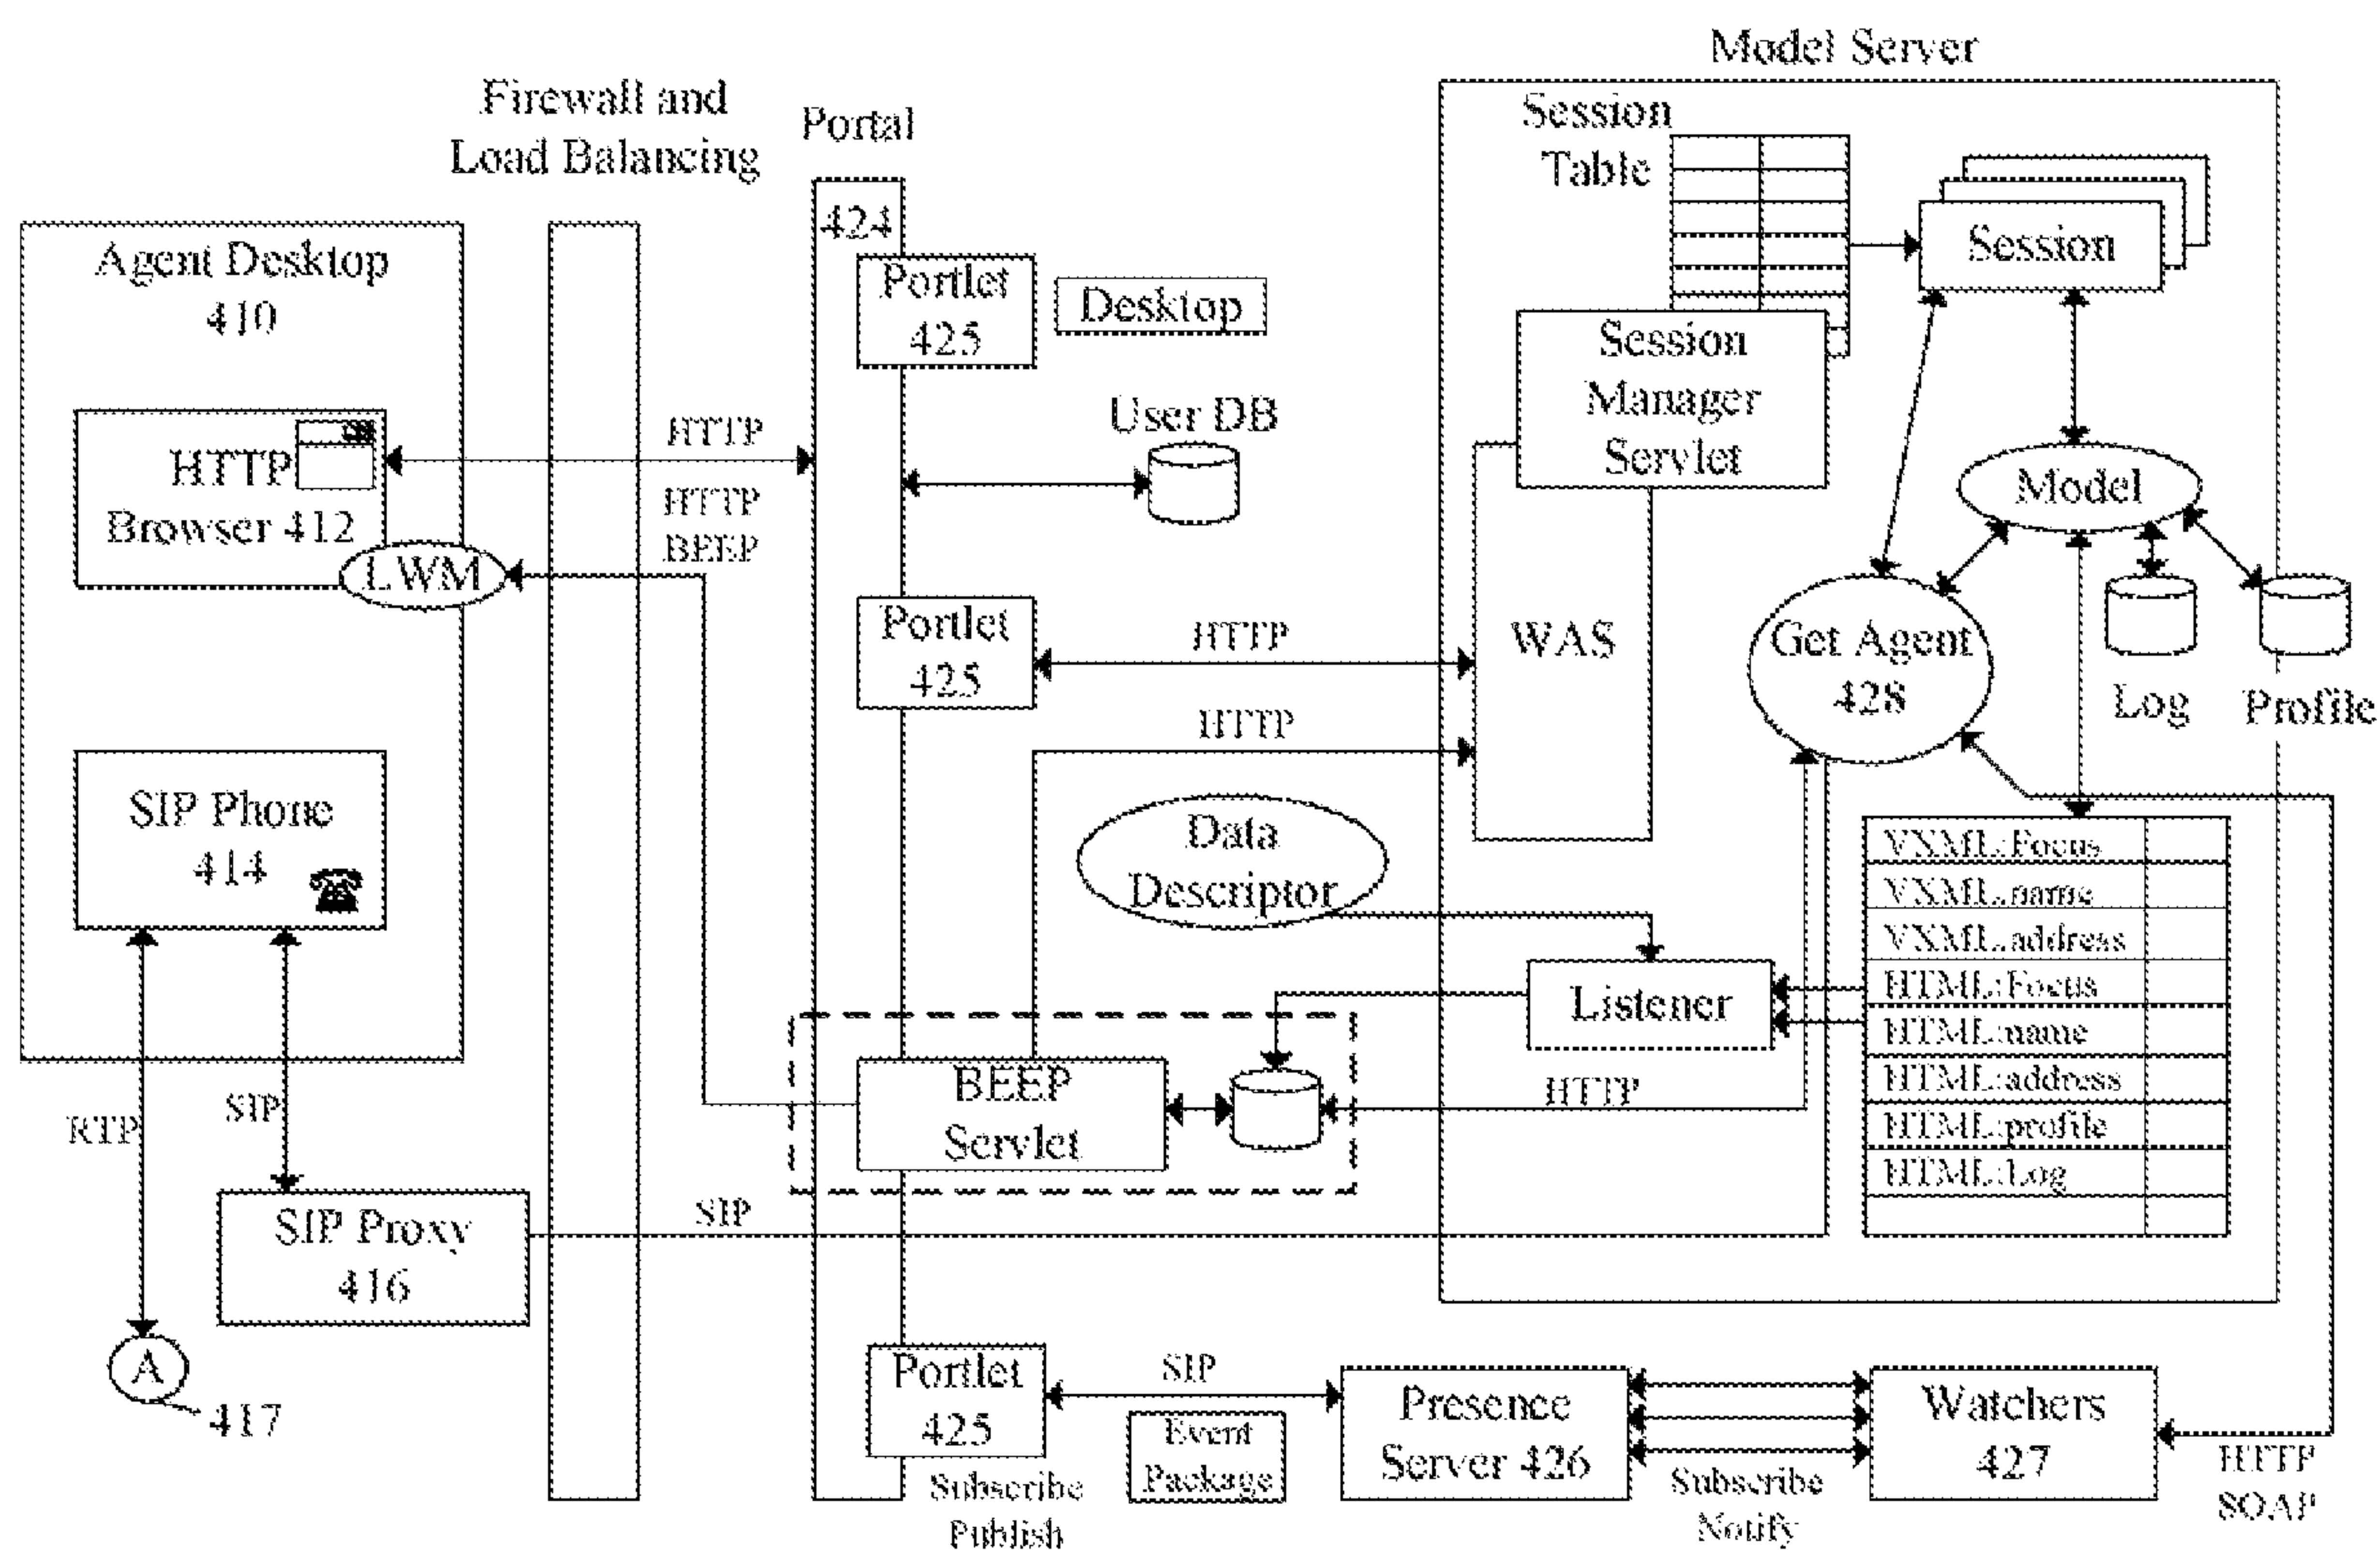 Model Server
Firewall and
Load Balancing
Portal
Session
Table
424
Agent Desktop
410
Portlet
425
Desktop
Session
Session
Manager
Servlet
User DB
HTTP
HTTP
Browser 412
HTTP
BEEP
LWM
Model
Portlet
425
HTTP
WAS
Get Agent
428
Log
Profile
HTTP
SIP Phone
414
Data
Descriptor
VXML:Focus
VXML.name
VXML.address
HTML:Focus
HTML:name
HTML:address
HTML:profile
HTML:Log
Listener
BEEP
Servlet
HTTP
RTP
SIP
SIP Proxy
416
SIP
A
417
Portlet
425
SIP
Event
Package
Subscribe
Publish
Presence
Server 426
Subscribe
Notify
Watchers
427
HTTP
SOAP